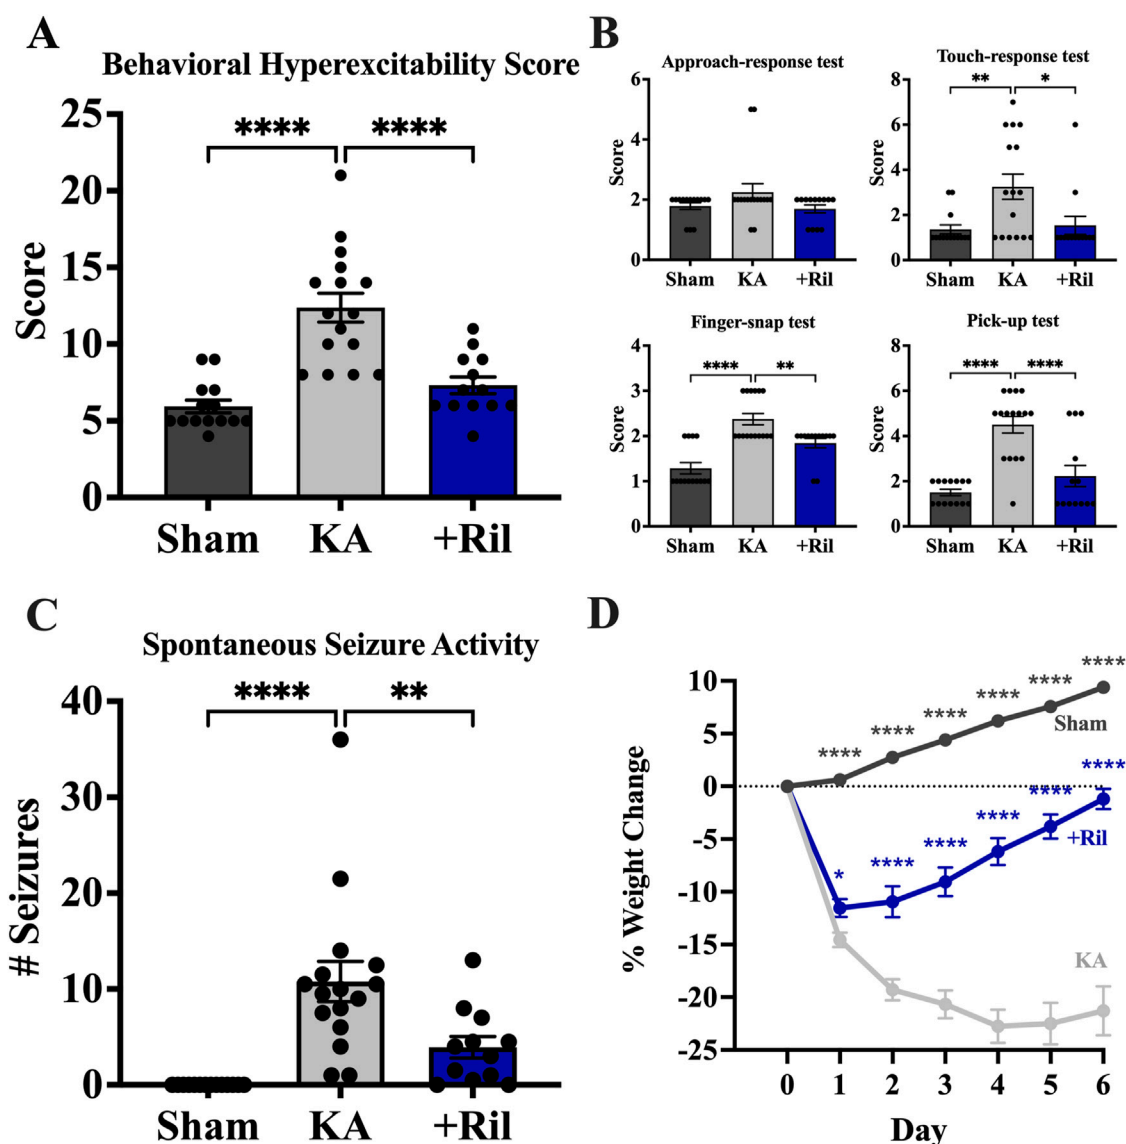 A
Behavioral Hyperexcitability Score
25
20
15
10
5
0
Score
**** ****
Sham KA +Ril
B
Approach-response test
6
4
2
0
Score
Sham KA +Ril
Touch-response test
8
6
4
2
0
Score
** *
Sham KA +Ril
Finger-snap test
4
3
2
1
0
Score
**** **
Sham KA +Ril
Pick-up test
8
6
4
2
0
Score
**** ****
Sham KA +Ril
C
Spontaneous Seizure Activity
40
30
20
10
0
# Seizures
**** **
Sham KA +Ril
D
10
5
0
-5
-10
-15
-20
-25
% Weight Change
**** **** **** **** **** ****
Sham
* **** **** **** **** ****
+Ril
KA
0 1 2 3 4 5 6
Day